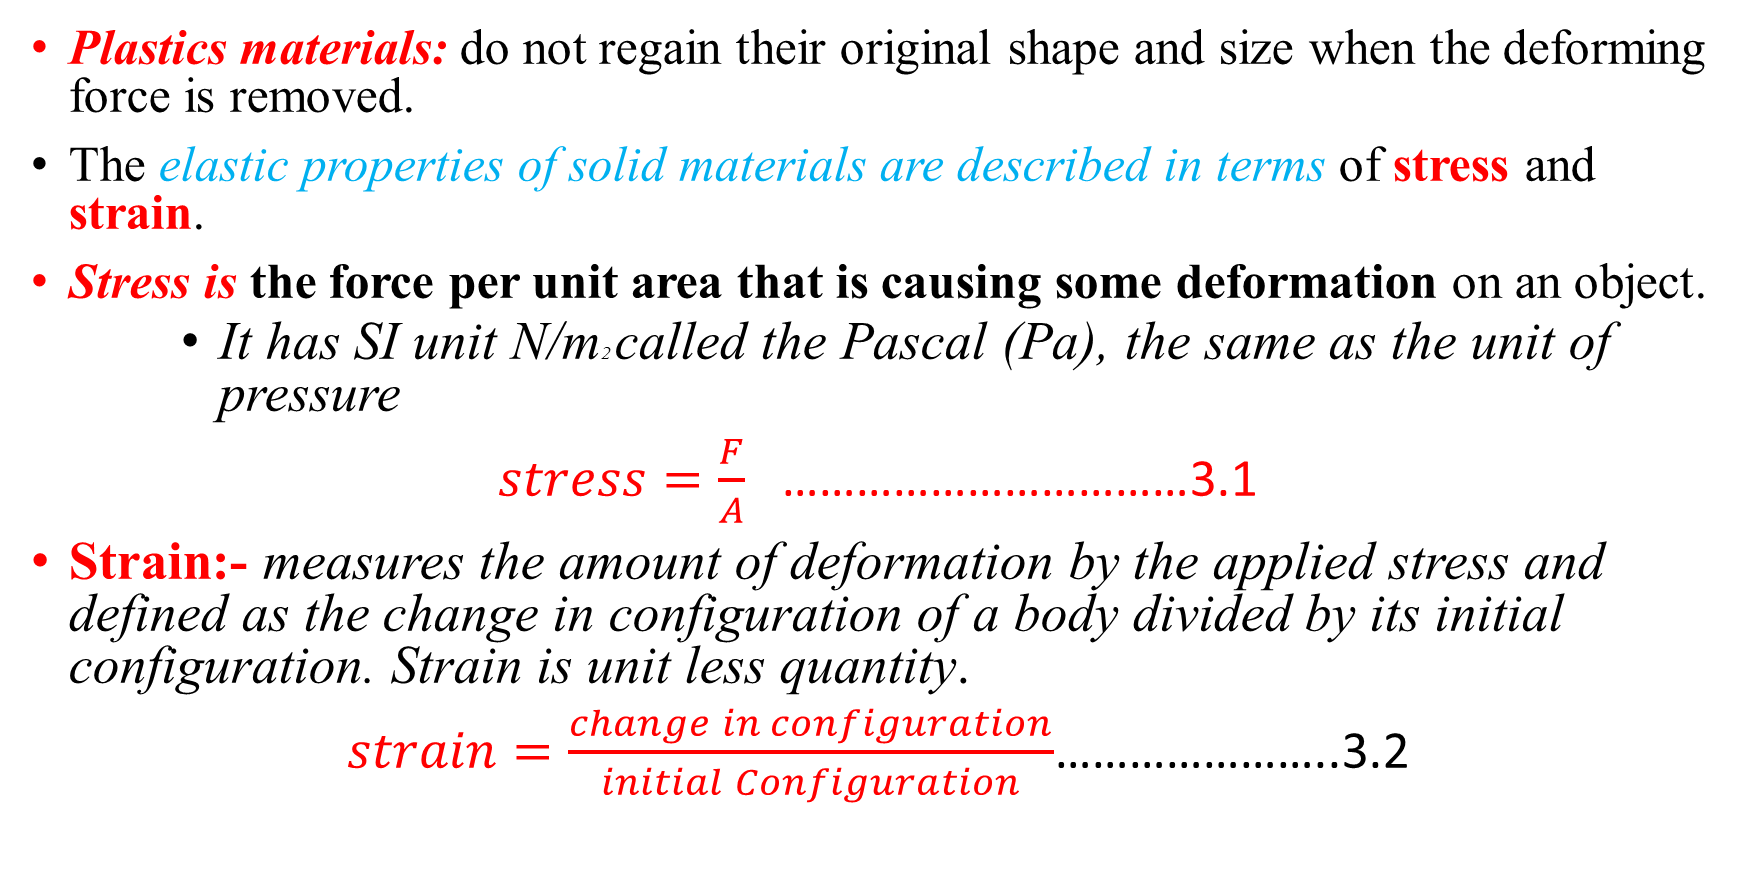 • Plastics materials: do not regain their original shape and size when the deforming
force is removed.
• The elastic properties of solid materials are described in terms of stress and
strain.
• Stress is the force per unit area that is causing some deformation on an object.
• It has SI unit N/m₂called the Pascal (Pa), the same as the unit of
pressure
stress = F/A ……………………………3.1
• Strain:- measures the amount of deformation by the applied stress and
defined as the change in configuration of a body divided by its initial
configuration. Strain is unit less quantity.
strain = change in configuration/initial Configuration…………………..3.2